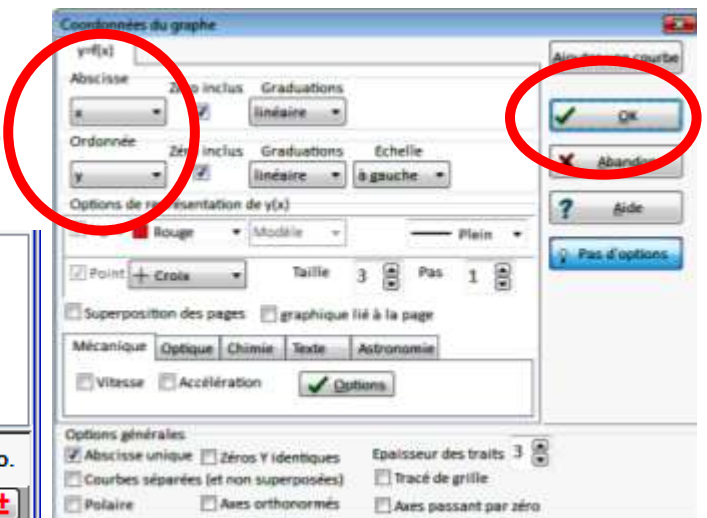 Coordonnées du graphe
y=f(x)
Ajouter une courbe
Abscisse
Zéro inclus Graduations
x linéaire
OK
Ordonnée
Zéro inclus Graduations Echelle
y linéaire à gauche
Abandon
Options de représentation de y(x)
Aide
Rouge Modèle Plein
Pas d'options
Point Croix Taille 3 Pas 1
Superposition des pages graphique lié à la page
Mécanique Optique Chimie Texte Astronomie
Vitesse Accélération Options
Options générales
Abscisse unique Zéros Y identiques Epaisseur des traits 3
Courbes séparées (et non superposées) Tracé de grille
Polaire Axes orthonormés Axes passant par zéro
o.
±